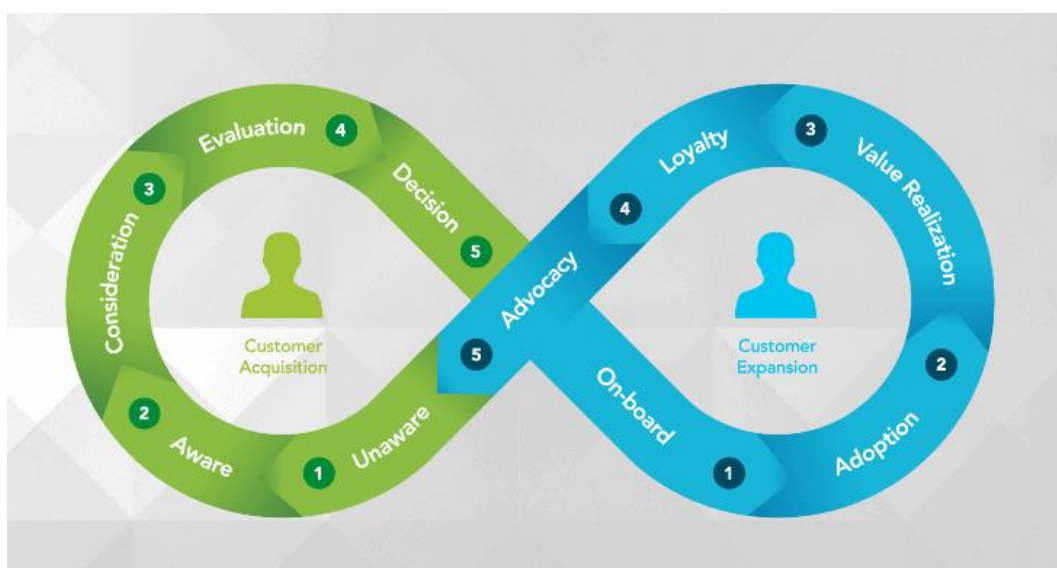 Unaware 1
Aware 2
Consideration 3
Evaluation 4
Decision 5
Customer
Acquisition
On-board 1
Adoption 2
Value Realization 3
Loyalty 4
Advocacy 5
Customer
Expansion